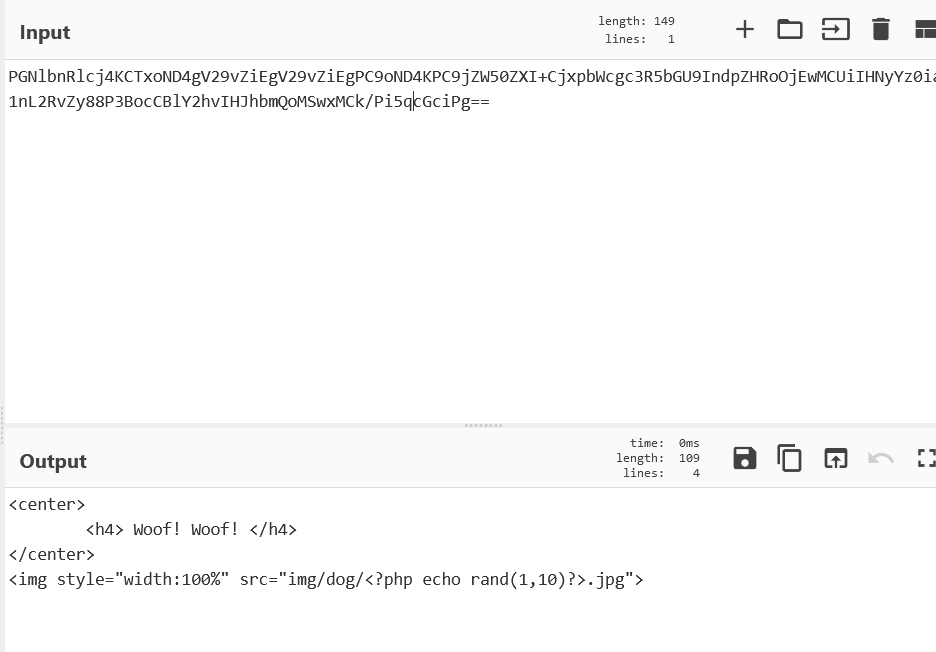 Input
length: 149
lines: 1
PGNlbnRlcj4KCTxoND4gV29vZiEgV29vZiEgPC9oND4KPC9jZW50ZXI+CjxpbWcgc3R5bGU9IndpZHRoOjEwMCUiIHNyYz0ia
1nL2RvZy88P3BocCBlY2hvIHJhbmQoMSwxMCk/Pi5qcGciPg==
Output
time: 0ms
length: 109
lines: 4
<center>
<h4> Woof! Woof! </h4>
</center>
<img style="width:100%" src="img/dog/<?php echo rand(1,10)?>.jpg">